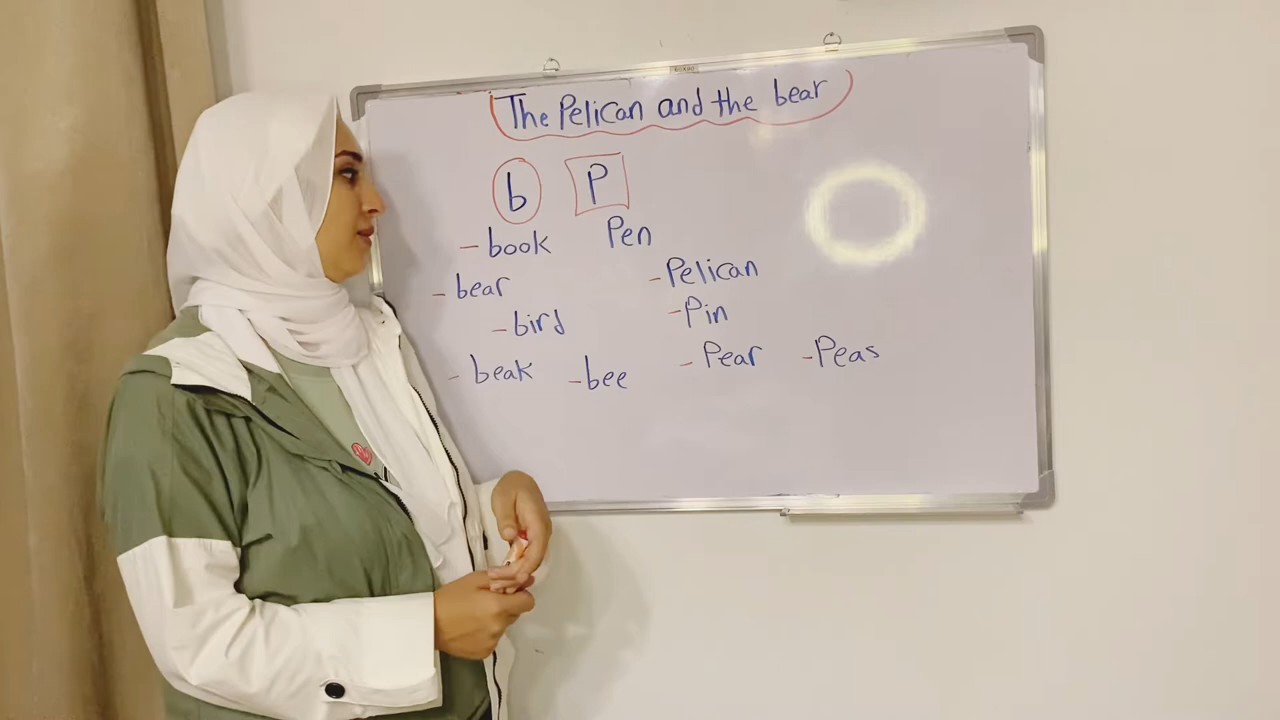 The Pelican and the bear
b P
- book Pen
- bear - Pelican
- bird - Pin
- beak - bee - Pear - Peas